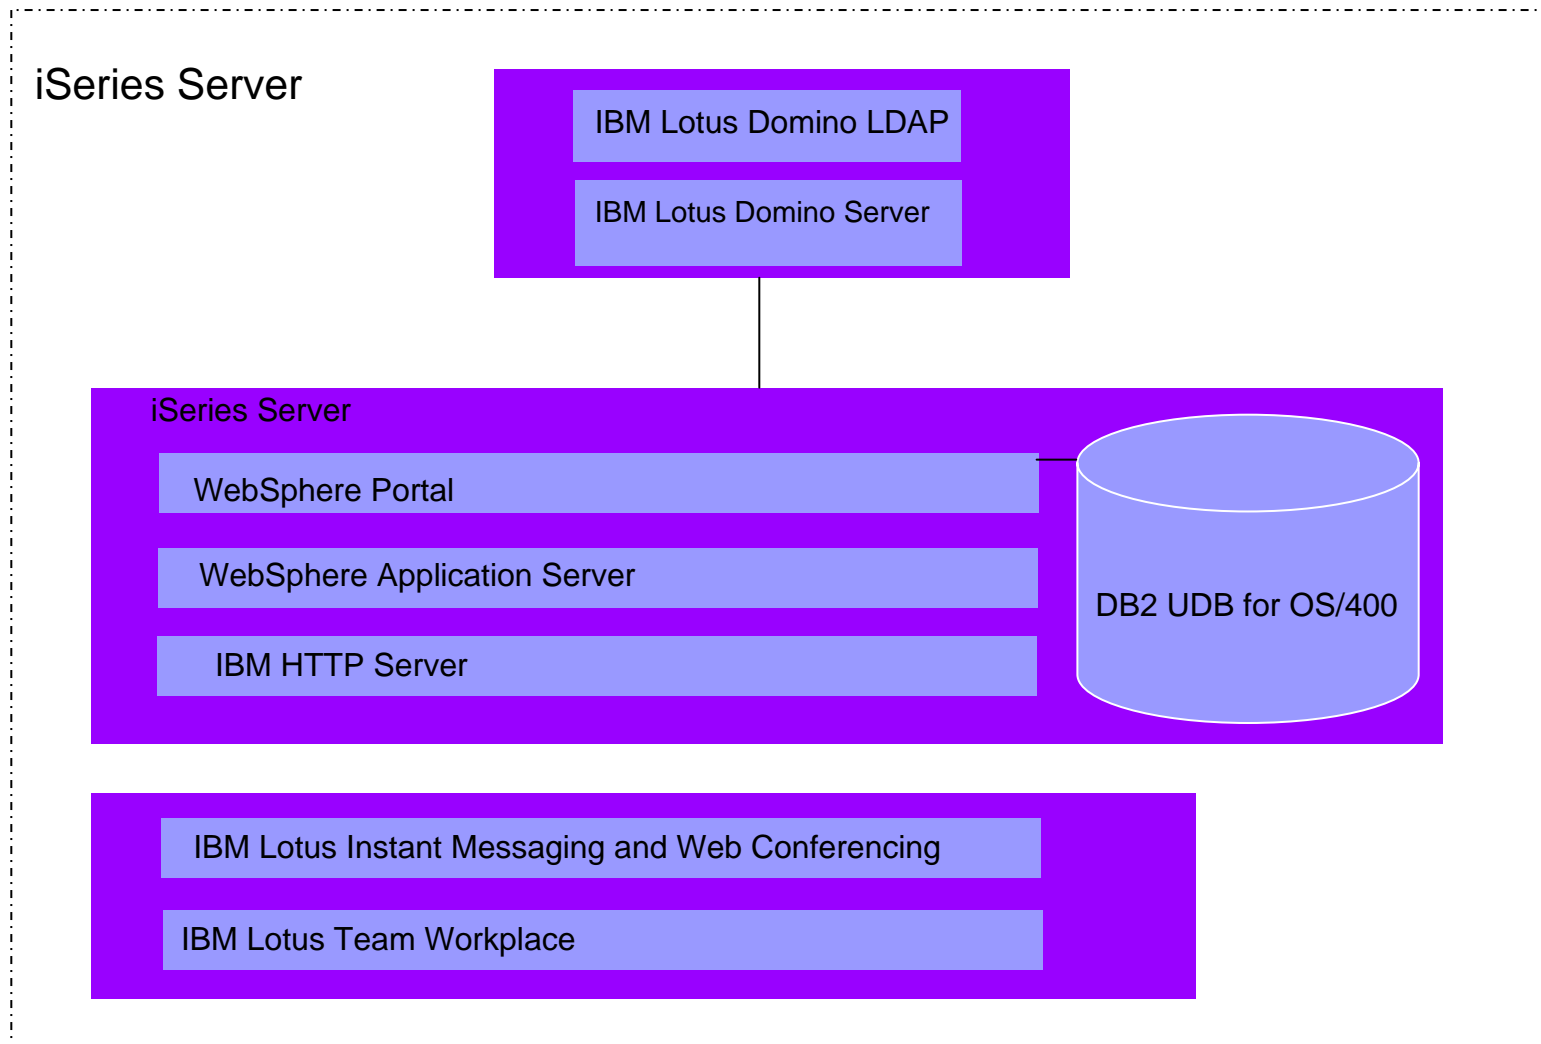 iSeries Server
IBM Lotus Domino LDAP
IBM Lotus Domino Server
iSeries Server
WebSphere Portal
WebSphere Application Server
DB2 UDB for OS/400
IBM HTTP Server
IBM Lotus Instant Messaging and Web Conferencing
IBM Lotus Team Workplace